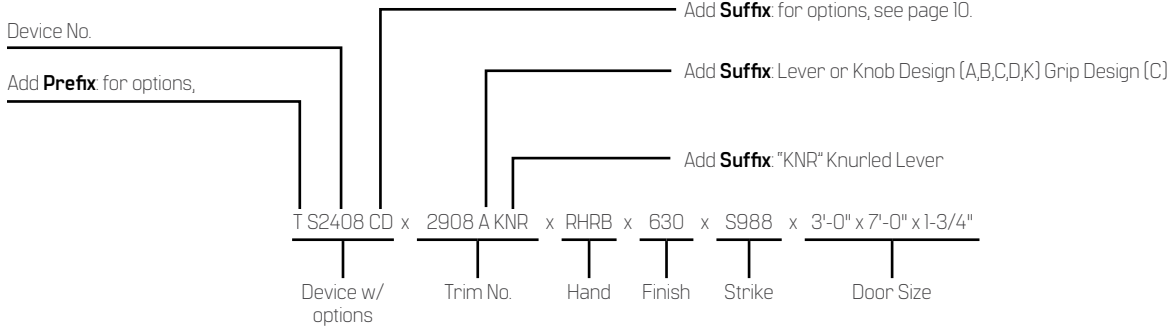 Add Suffix: for options, see page 10.
Device No.
Add Suffix: Lever or Knob Design (A,B,C,D,K) Grip Design (C)
Add Prefix: for options,
Add Suffix: "KNR" Knurled Lever
T S2408 CD x 2908 A KNR x RHRB x 630 x S988 x 3'-0" x 7'-0" x 1-3/4"
Device w/ options
Trim No.
Hand
Finish
Strike
Door Size